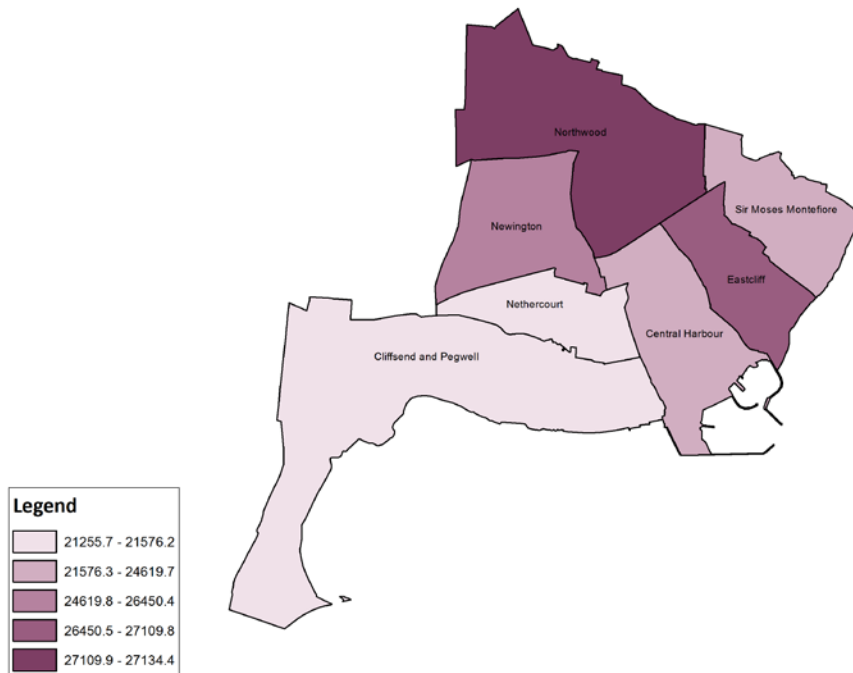 Northwood
Sir Moses Montefiore
Newington
Eastcliff
Nethercourt
Central Harbour
Cliffsend and Pegwell
Legend
21255.7 - 21576.2
21576.3 - 24619.7
24619.8 - 26450.4
26450.5 - 27109.8
27109.9 - 27134.4